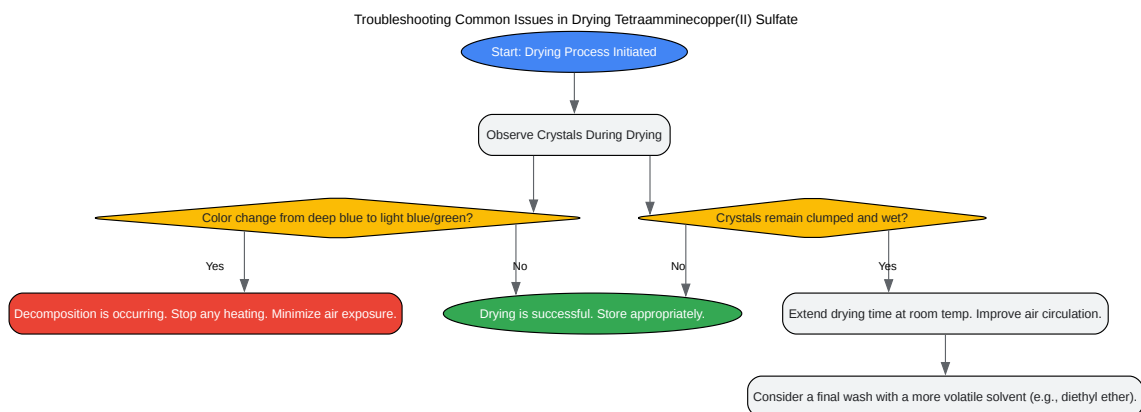 Troubleshooting Common Issues in Drying Tetraamminecopper(II) Sulfate
Start: Drying Process Initiated
Observe Crystals During Drying
Color change from deep blue to light blue/green?
Crystals remain clumped and wet?
Yes
No
No
Yes
Decomposition is occurring. Stop any heating. Minimize air exposure.
Drying is successful. Store appropriately.
Extend drying time at room temp. Improve air circulation.
Consider a final wash with a more volatile solvent (e.g., diethyl ether).